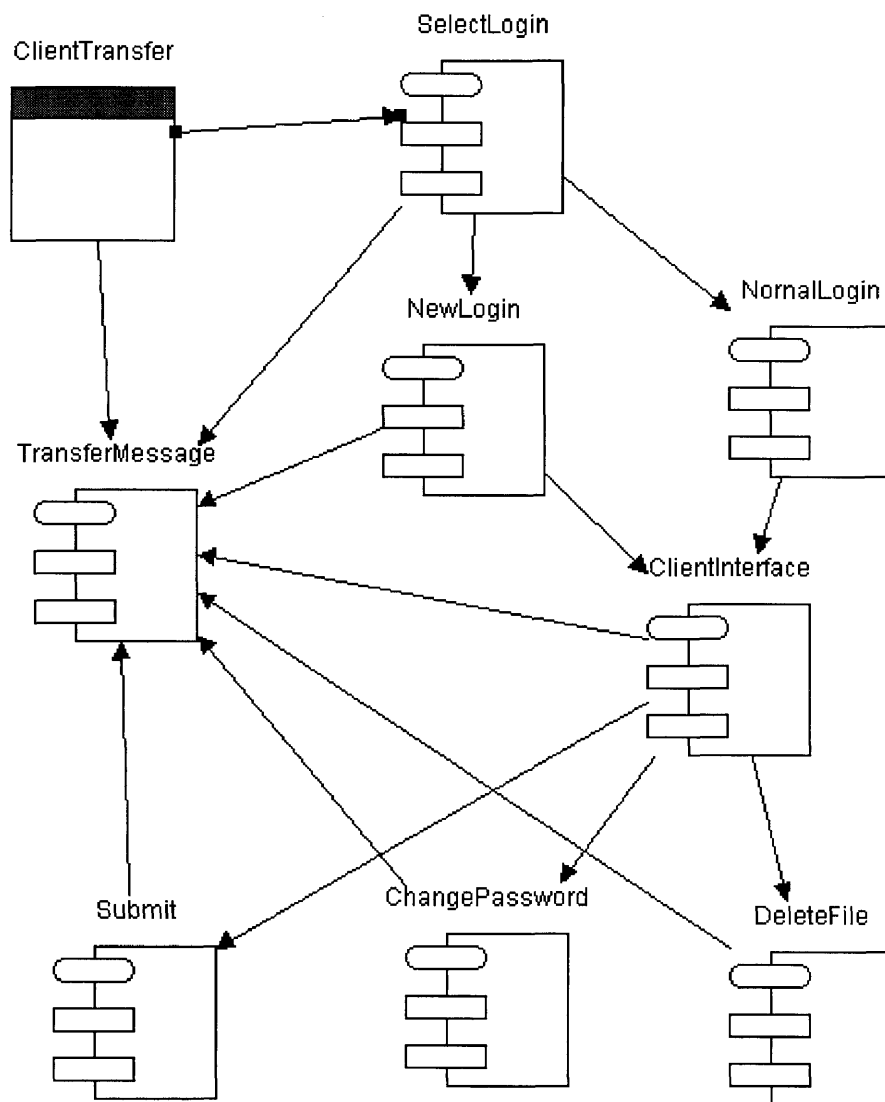 SelectLogin
ClientTransfer
NewLogin
NornalLogin
TransferMessage
ClientInterface
Submit
ChangePassword
DeleteFile